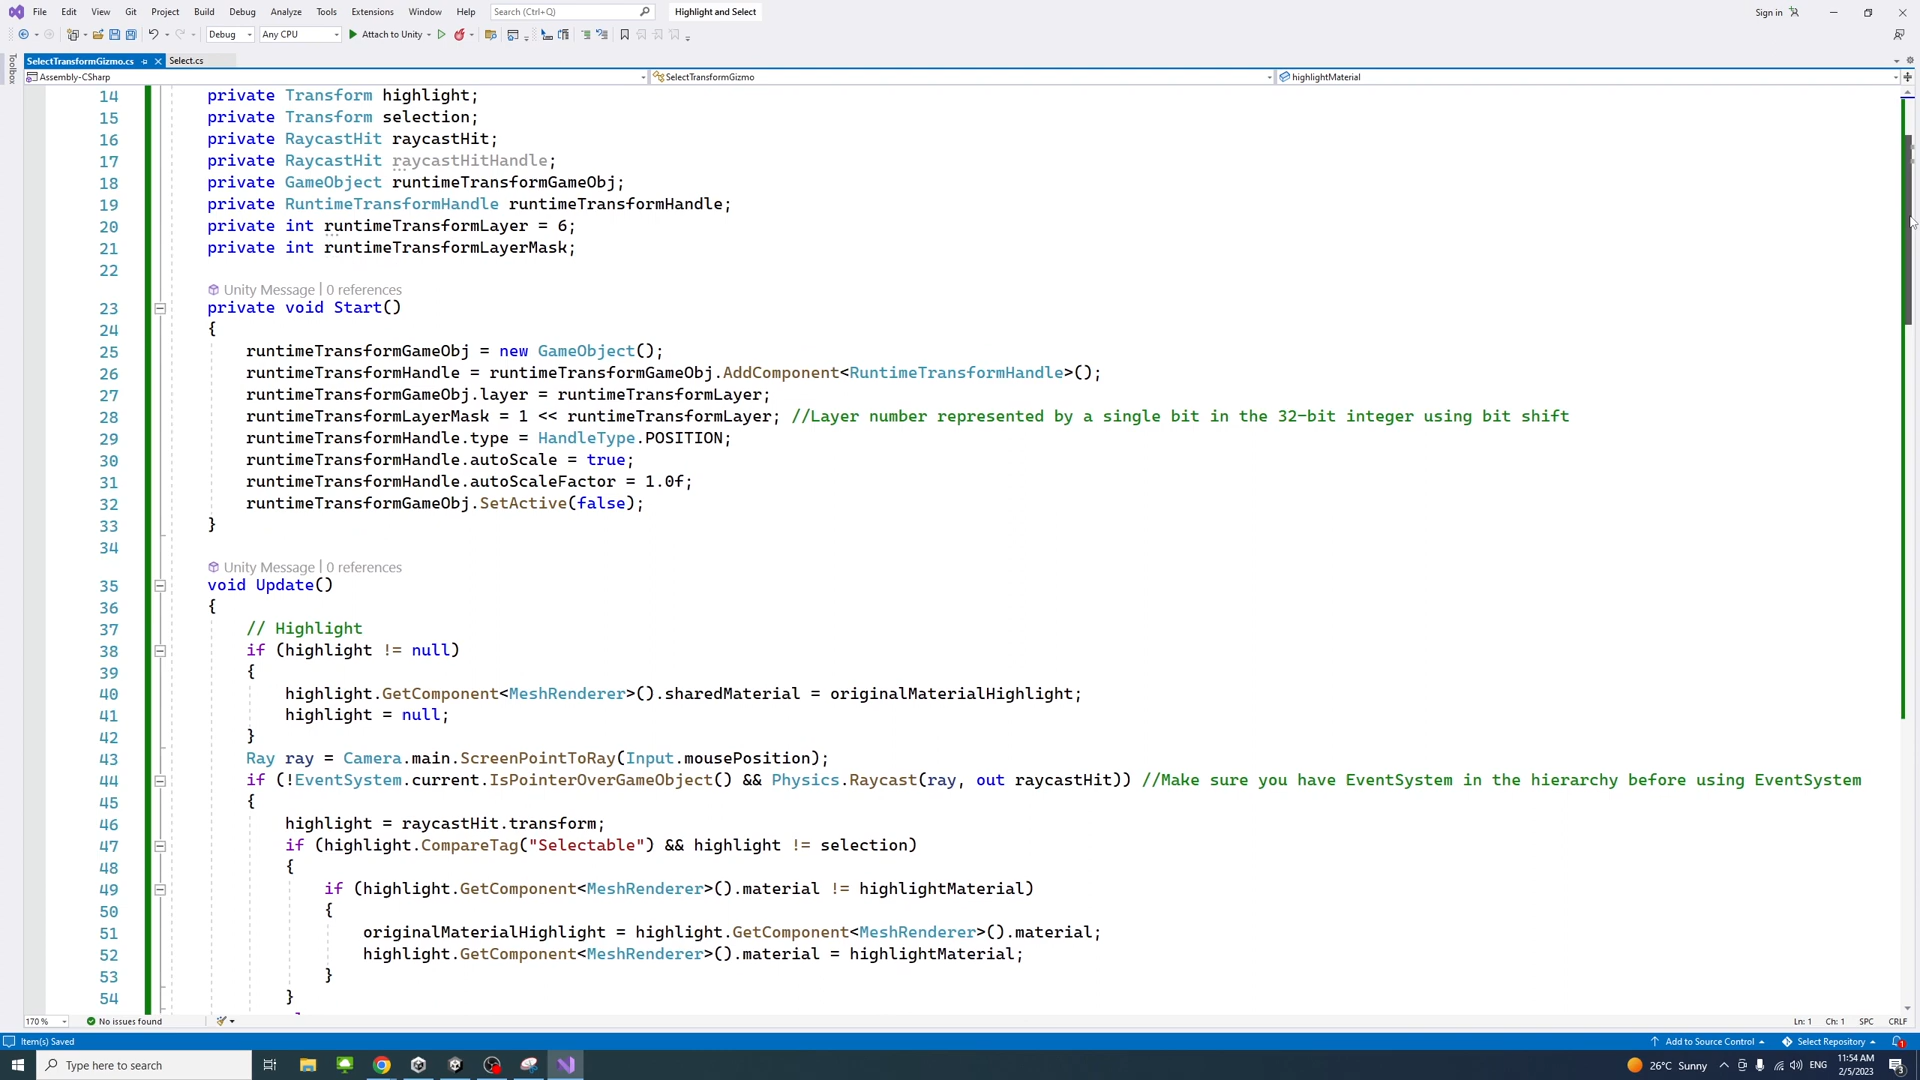 File Edit View Git Project Build Debug Analyze Tools Extensions Window Help Search (Ctrl+Q) Highlight and Select Sign in
Debug Any CPU Attach to Unity
Toolbox
SelectTransformGizmo.cs Select.cs
Assembly-CSharp SelectTransformGizmo highlightMaterial
14 private Transform highlight;
15 private Transform selection;
16 private RaycastHit raycastHit;
17 private RaycastHit raycastHitHandle;
18 private GameObject runtimeTransformGameObj;
19 private RuntimeTransformHandle runtimeTransformHandle;
20 private int runtimeTransformLayer = 6;
21 private int runtimeTransformLayerMask;
22
Unity Message | 0 references
23 private void Start()
24 {
25 runtimeTransformGameObj = new GameObject();
26 runtimeTransformHandle = runtimeTransformGameObj.AddComponent<RuntimeTransformHandle>();
27 runtimeTransformGameObj.layer = runtimeTransformLayer;
28 runtimeTransformLayerMask = 1 << runtimeTransformLayer; //Layer number represented by a single bit in the 32-bit integer using bit shift
29 runtimeTransformHandle.type = HandleType.POSITION;
30 runtimeTransformHandle.autoScale = true;
31 runtimeTransformHandle.autoScaleFactor = 1.0f;
32 runtimeTransformGameObj.SetActive(false);
33 }
34
Unity Message | 0 references
35 void Update()
36 {
37 // Highlight
38 if (highlight != null)
39 {
40 highlight.GetComponent<MeshRenderer>().sharedMaterial = originalMaterialHighlight;
41 highlight = null;
42 }
43 Ray ray = Camera.main.ScreenPointToRay(Input.mousePosition);
44 if (!EventSystem.current.IsPointerOverGameObject() && Physics.Raycast(ray, out raycastHit)) //Make sure you have EventSystem in the hierarchy before using EventSystem
45 {
46 highlight = raycastHit.transform;
47 if (highlight.CompareTag("Selectable") && highlight != selection)
48 {
49 if (highlight.GetComponent<MeshRenderer>().material != highlightMaterial)
50 {
51 originalMaterialHighlight = highlight.GetComponent<MeshRenderer>().material;
52 highlight.GetComponent<MeshRenderer>().material = highlightMaterial;
53 }
54 }
170 % No issues found Ln: 1 Ch: 1 SPC CRLF
Item(s) Saved Add to Source Control Select Repository 1
Type here to search 26°C Sunny ENG 11:54 AM
2/5/2023 3